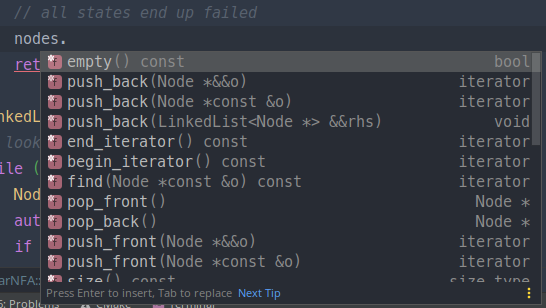 // all states end up failed
nodes.
ret
empty() const bool
push_back(Node *&&o) iterator
push_back(Node *const &o) iterator
nkedL
push_back(LinkedList<Node *> &&rhs) void
look
end_iterator() const iterator
ile (
begin_iterator() const iterator
Nod
find(Node *const &o) const iterator
pop_front() Node *
aut
pop_back() Node *
if
push_front(Node *&&o) iterator
push_front(Node *const &o) iterator
arNFA::
size() const size_type
Press Enter to insert, Tab to replace Next Tip
6: Problems
Terminal